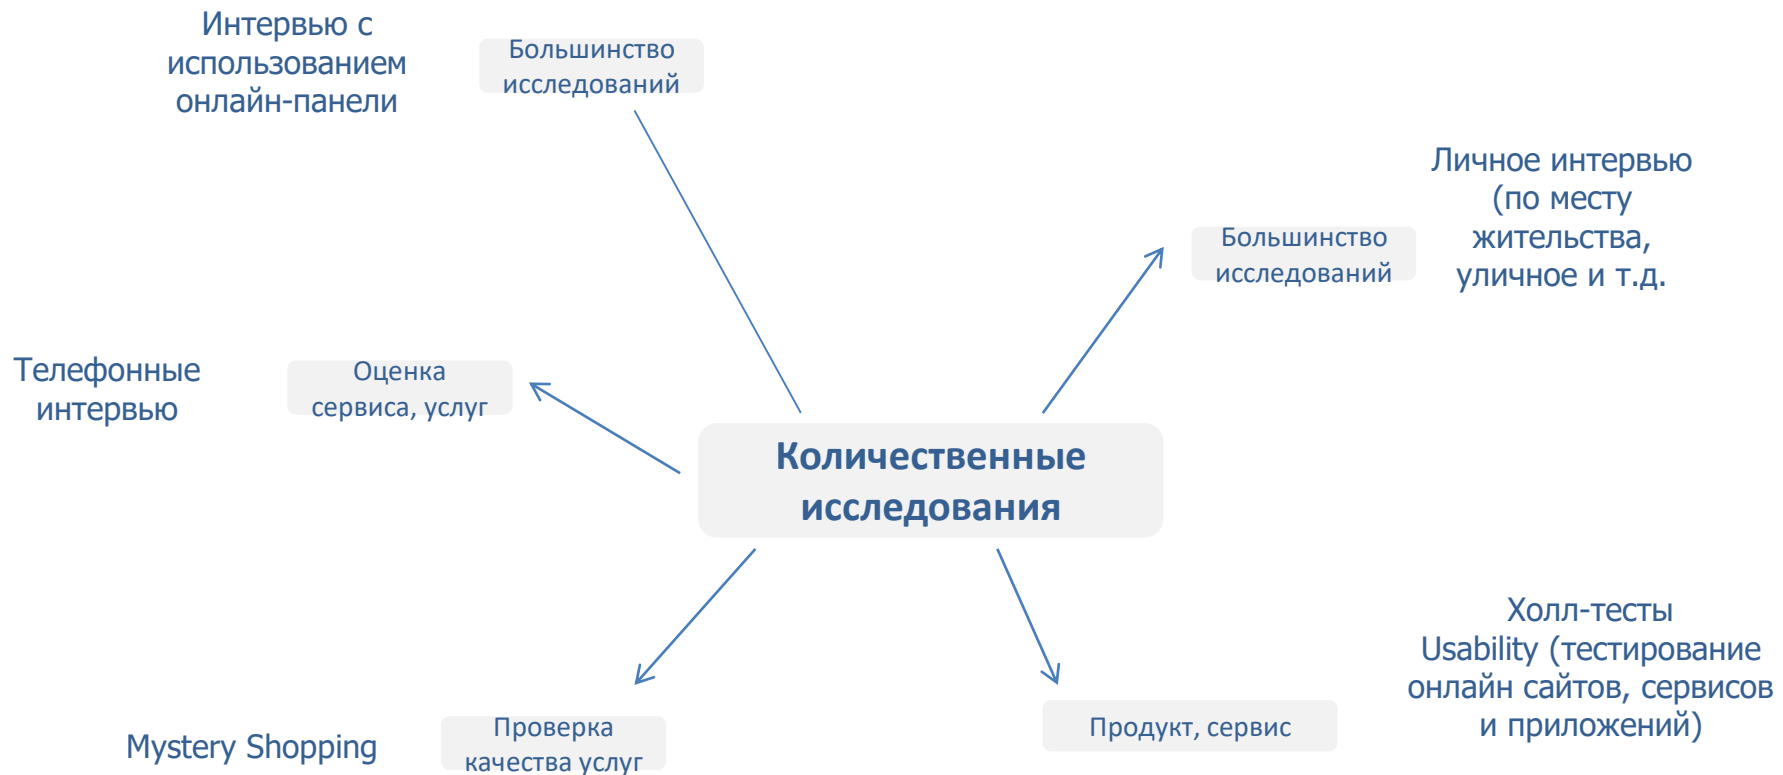 Интервью с
использованием
онлайн-панели
Большинство
исследований
Личное интервью
(по месту
жительства,
уличное и т.д.
Большинство
исследований
Телефонные
интервью
Оценка
сервиса, услуг
Количественные
исследования
Холл-тесты
Usability (тестирование
онлайн сайтов, сервисов
и приложений)
Продукт, сервис
Mystery Shopping
Проверка
качества услуг